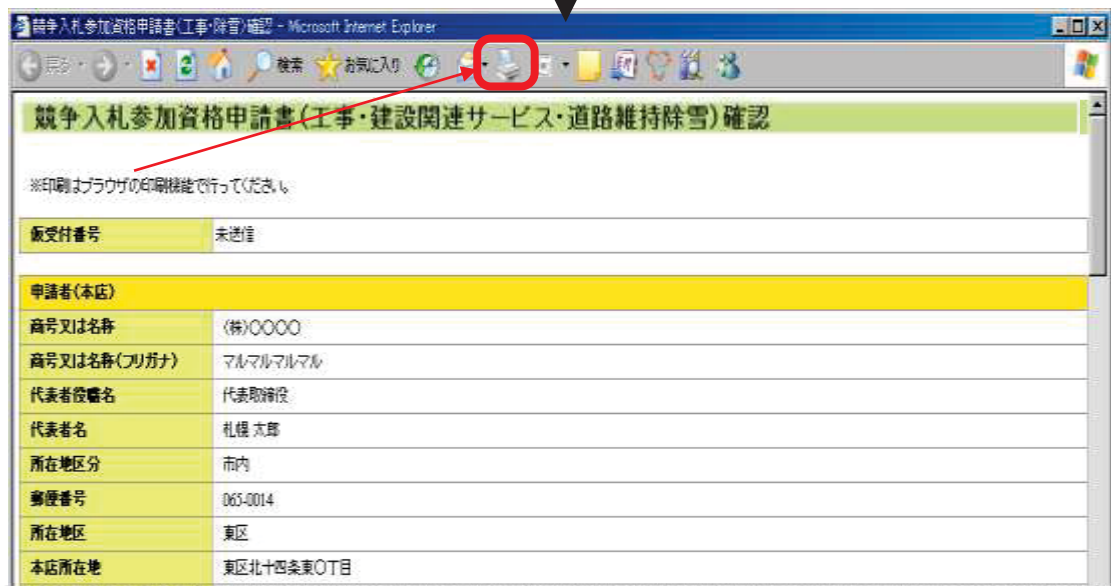 競争入札参加資格申請書(工事・除雪)確認 - Microsoft Internet Explorer
戻る 検索 お気に入り
競争入札参加資格申請書(工事・建設関連サービス・道路維持除雪)確認
※印刷はブラウザの印刷機能で行ってください。
仮受付番号 未送信
申請者(本店)
商号又は名称 (株)〇〇〇〇
商号又は名称(フリガナ) マルマルマルマル
代表者役職名 代表取締役
代表者名 札幌 太郎
所在地区分 市内
郵便番号 065-0014
所在地区 東区
本店所在地 東区北十四条東〇丁目